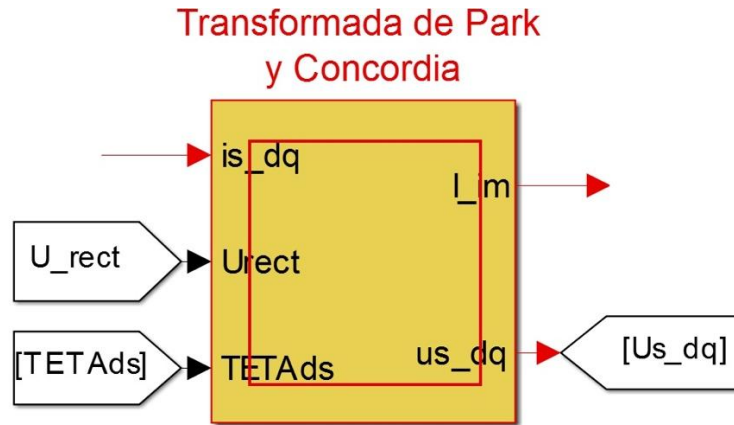 Transformada de Park
y Concordia
is_dq
I_im
U_rect
Urect
[TETAds]
TETAds
us_dq
[Us_dq]